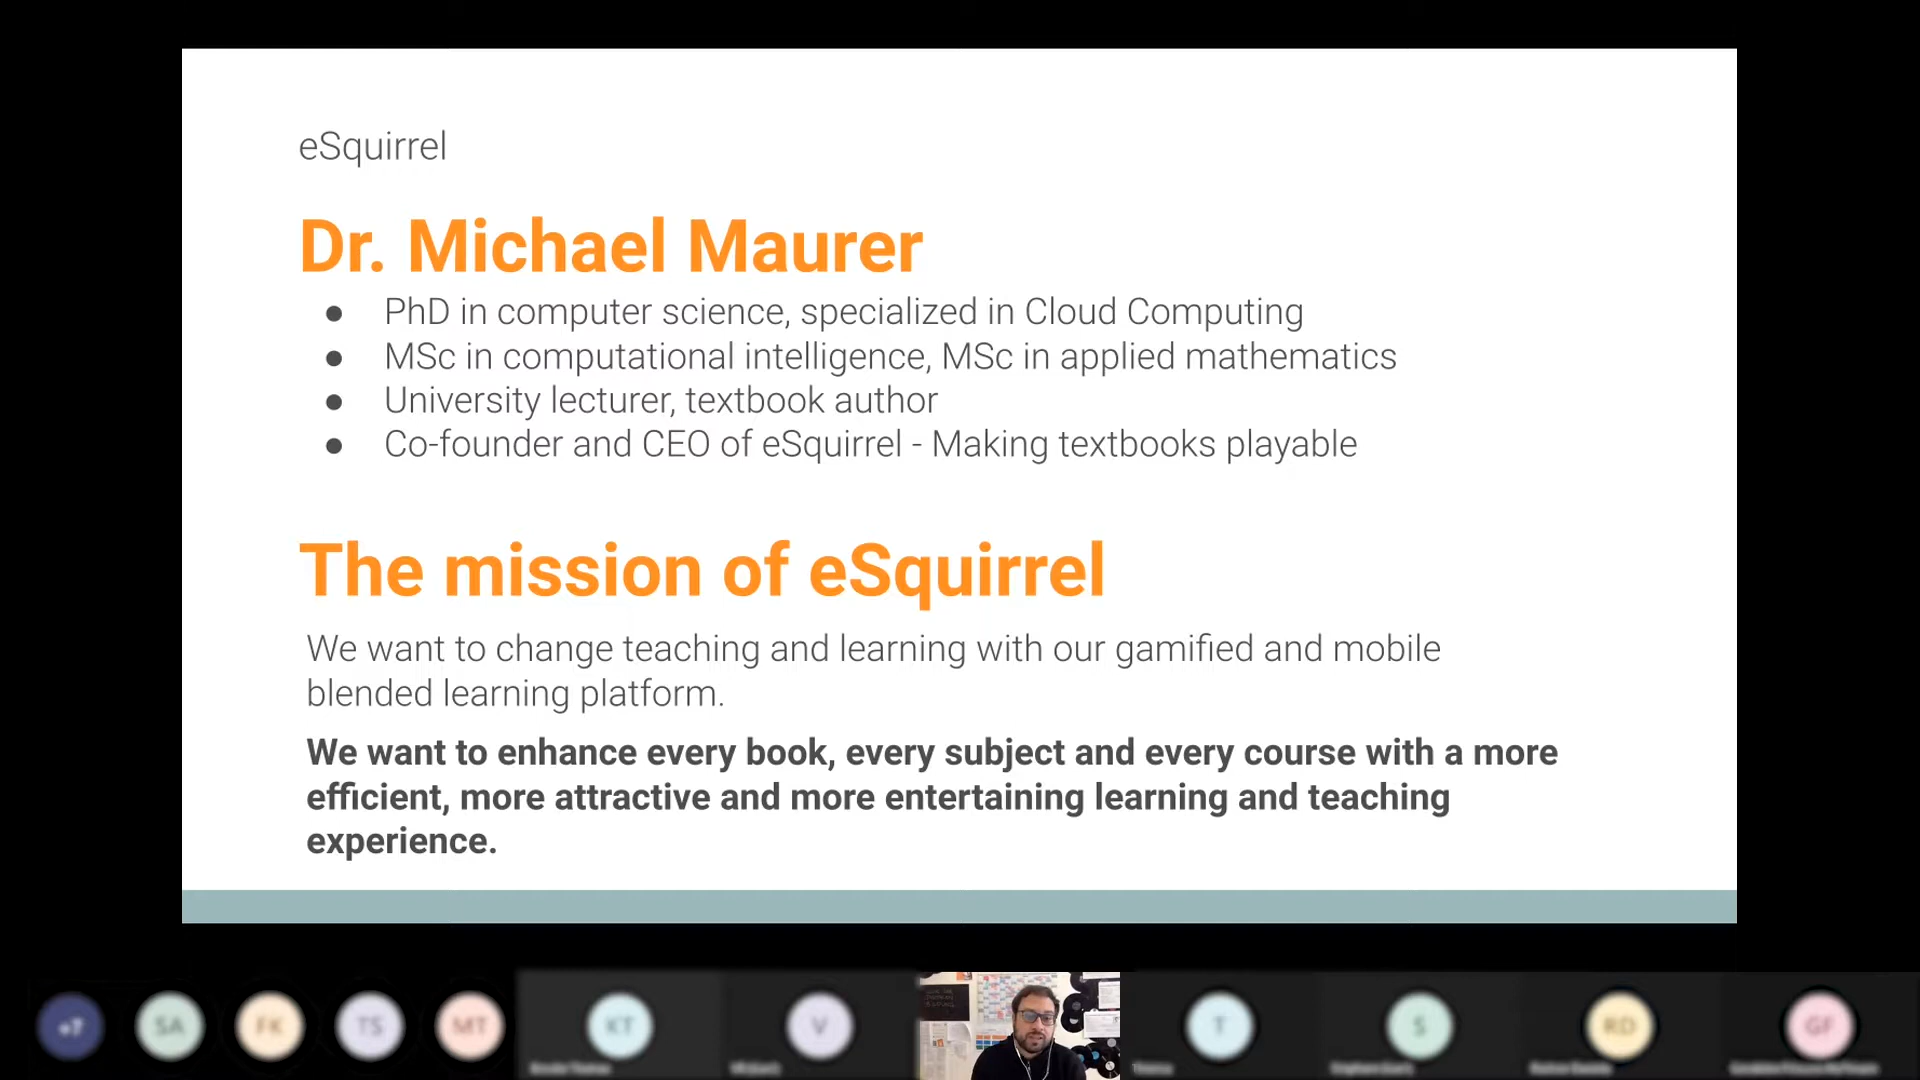 eSquirrel
Dr. Michael Maurer
● PhD in computer science, specialized in Cloud Computing
● MSc in computational intelligence, MSc in applied mathematics
● University lecturer, textbook author
● Co-founder and CEO of eSquirrel - Making textbooks playable
The mission of eSquirrel
We want to change teaching and learning with our gamified and mobile
blended learning platform.
We want to enhance every book, every subject and every course with a more
efficient, more attractive and more entertaining learning and teaching
experience.
+7 SA FK TS MT KT V T S RD GF